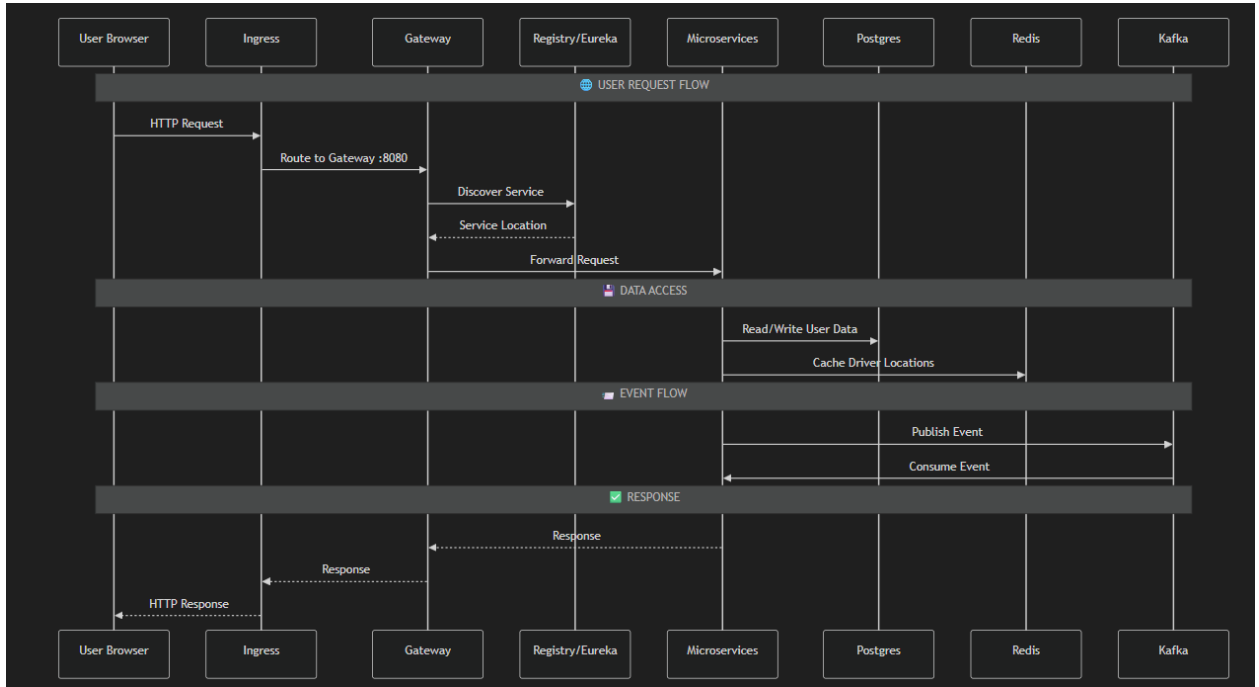 User Browser
Ingress
Gateway
Registry/Eureka
Microservices
Postgres
Redis
Kafka
🌐 USER REQUEST FLOW
HTTP Request
Route to Gateway :8080
Discover Service
Service Location
Forward Request
💾 DATA ACCESS
Read/Write User Data
Cache Driver Locations
📨 EVENT FLOW
Publish Event
Consume Event
✅ RESPONSE
Response
Response
HTTP Response
User Browser
Ingress
Gateway
Registry/Eureka
Microservices
Postgres
Redis
Kafka